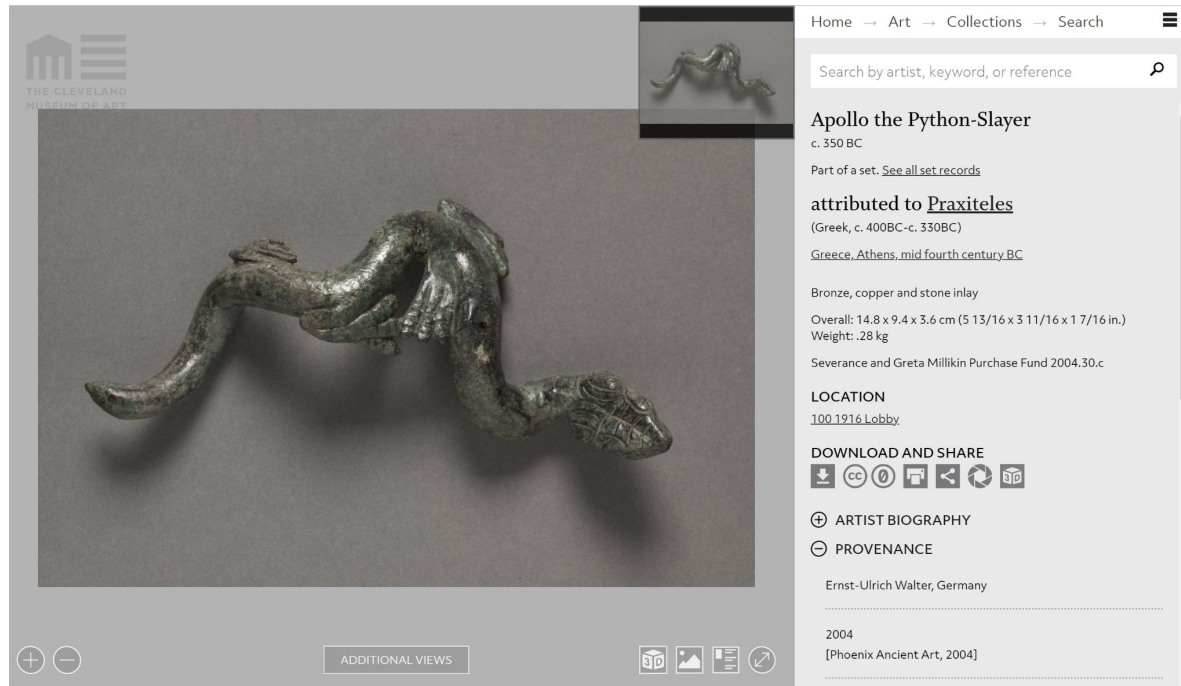 THE CLEVELAND
MUSEUM OF ART
ADDITIONAL VIEWS
3D
Home → Art → Collections → Search
Search by artist, keyword, or reference
Apollo the Python-Slayer
c. 350 BC
Part of a set. See all set records
attributed to Praxiteles
(Greek, c. 400BC-c. 330BC)
Greece, Athens, mid fourth century BC
Bronze, copper and stone inlay
Overall: 14.8 x 9.4 x 3.6 cm (5 13/16 x 3 11/16 x 1 7/16 in.)
Weight: .28 kg
Severance and Greta Millikin Purchase Fund 2004.30.c
LOCATION
100 1916 Lobby
DOWNLOAD AND SHARE
cc 0 3D
ARTIST BIOGRAPHY
PROVENANCE
Ernst-Ulrich Walter, Germany
2004
[Phoenix Ancient Art, 2004]